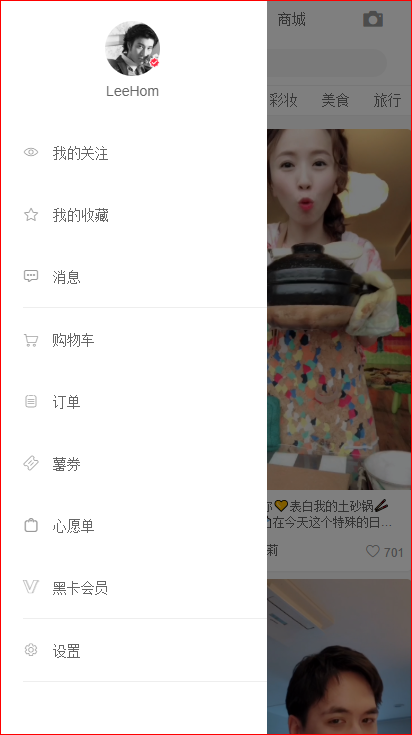 商城
LeeHom
彩妆 美食 旅行
我的关注
我的收藏
消息
购物车
订单
薯券
心愿单
黑卡会员
设置
表白我的土砂锅
在今天这个特殊的日...
莉
701